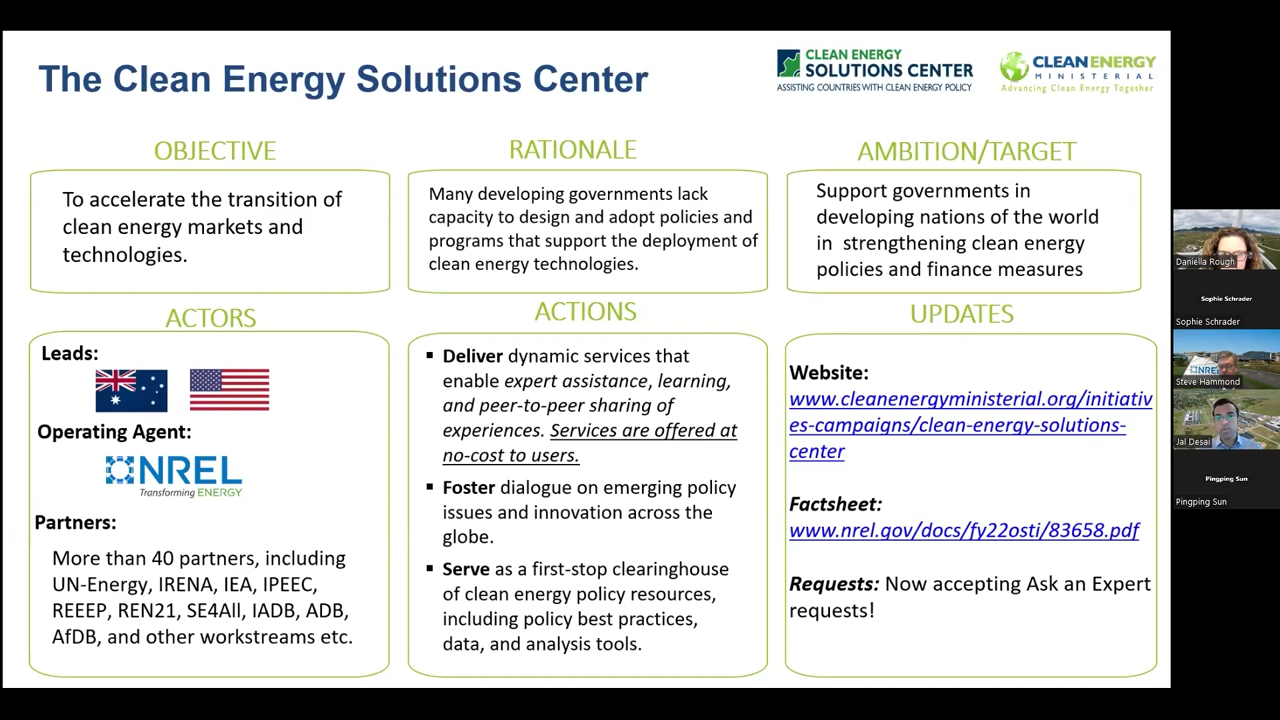 The Clean Energy Solutions Center
CLEAN ENERGY
SOLUTIONS CENTER
ASSISTING COUNTRIES WITH CLEAN ENERGY POLICY
CLEANENERGY
MINISTERIAL
Advancing Clean Energy Together
OBJECTIVE
To accelerate the transition of
clean energy markets and
technologies.
RATIONALE
Many developing governments lack
capacity to design and adopt policies and
programs that support the deployment of
clean energy technologies.
AMBITION/TARGET
Support governments in
developing nations of the world
in strengthening clean energy
policies and finance measures
ACTORS
Leads:
Operating Agent:
NREL
Transforming ENERGY
Partners:
More than 40 partners, including
UN-Energy, IRENA, IEA, IPEEC,
REEEP, REN21, SE4All, IADB, ADB,
AfDB, and other workstreams etc.
ACTIONS
▪ Deliver dynamic services that
enable expert assistance, learning,
and peer-to-peer sharing of
experiences. Services are offered at
no-cost to users.
▪ Foster dialogue on emerging policy
issues and innovation across the
globe.
▪ Serve as a first-stop clearinghouse
of clean energy policy resources,
including policy best practices,
data, and analysis tools.
UPDATES
Website:
www.cleanenergyministerial.org/initiativ
es-campaigns/clean-energy-solutions-
center
Factsheet:
www.nrel.gov/docs/fy22osti/83658.pdf
Requests: Now accepting Ask an Expert
requests!
Daniella Rough
Sophie Schrader
Sophie Schrader
NREL
Steve Hammond
Jal Desai
Pingping Sun
Pingping Sun